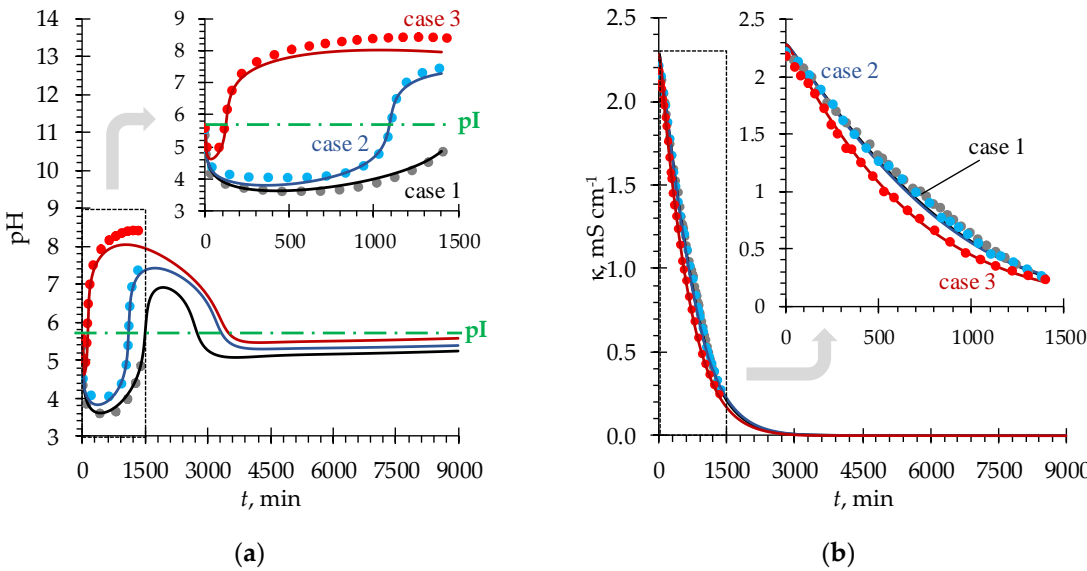 14
13
12
11
10
9
8
7
6
5
4
3
pH
0 1500 3000 4500 6000 7500 9000
t, min
pI
9
8
7
6
5
4
3
0 500 1000 1500
case 3
pI
case 2
case 1
(a)
2.5
2.0
1.5
1.0
0.5
0.0
κ, mS cm⁻¹
0 1500 3000 4500 6000 7500 9000
t, min
2.5
2
1.5
1
0.5
0
0 500 1000 1500
case 2
case 1
case 3
(b)